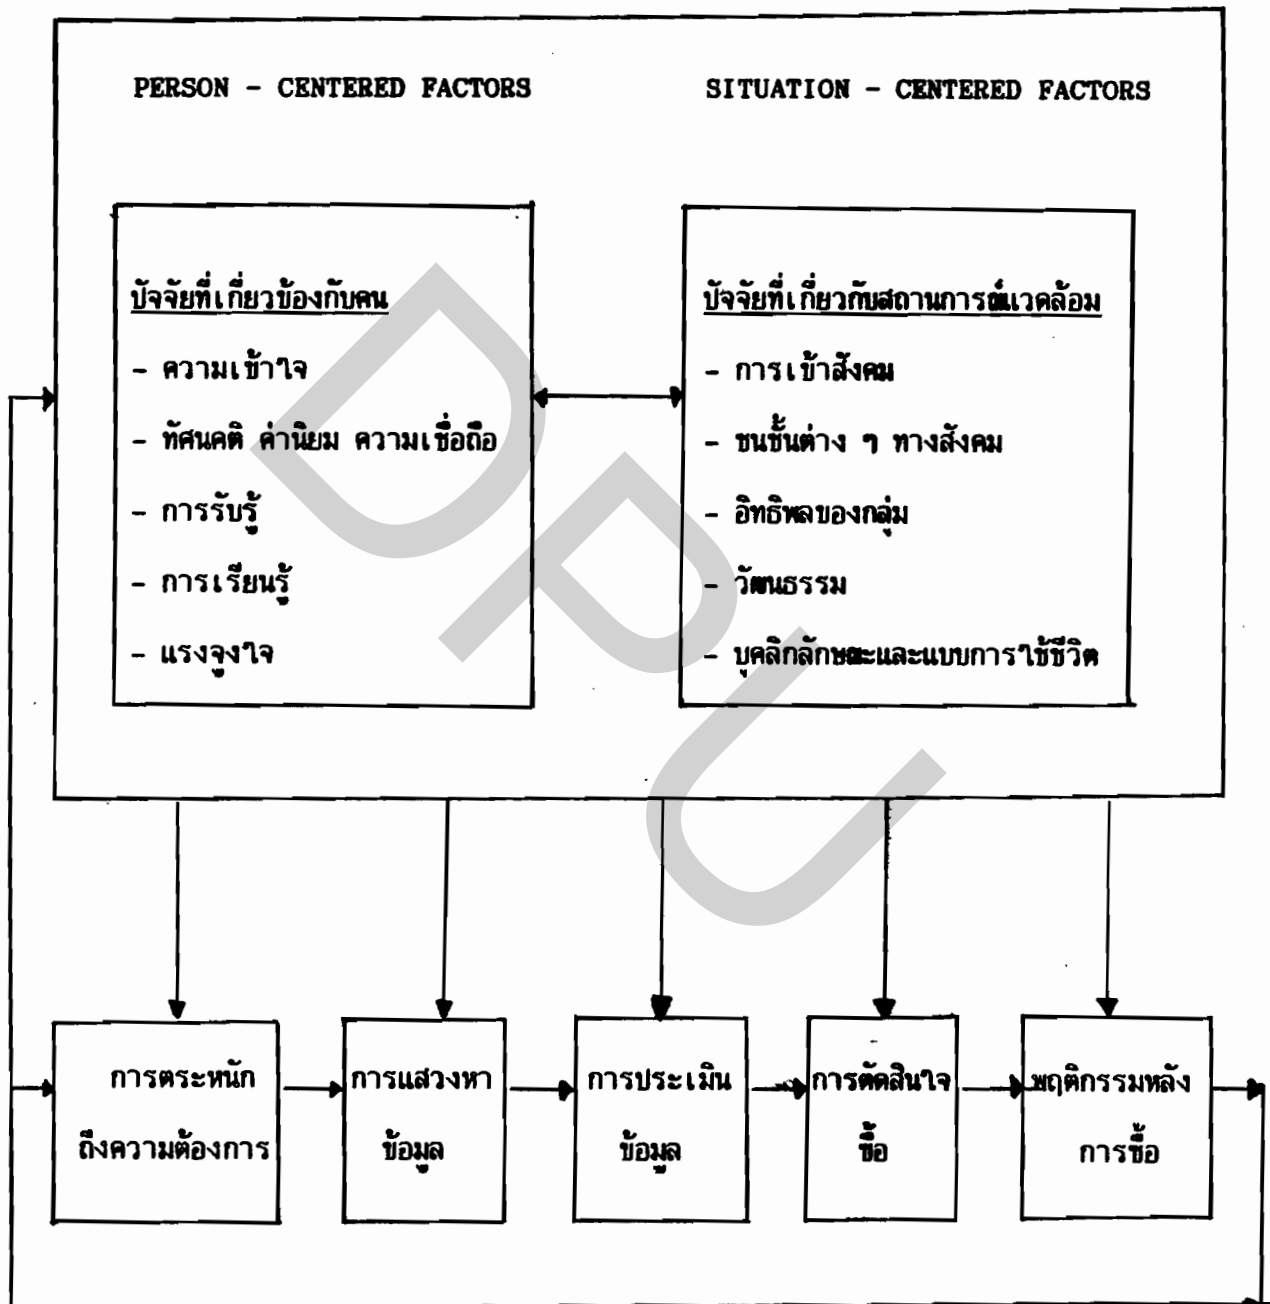 PERSON - CENTERED FACTORS
SITUATION - CENTERED FACTORS
ปัจจัยที่เกี่ยวข้องกับคน
- ความเข้าใจ
- ทัศนคติ ค่านิยม ความเชื่อถือ
- การรับรู้
- การเรียนรู้
- แรงจูงใจ
ปัจจัยที่เกี่ยวกับสถานการณ์แวดล้อม
- การเข้าสังคม
- ชนชั้นต่าง ๆ ทางสังคม
- อิทธิพลของกลุ่ม
- วัฒนธรรม
- บุคลิกลักษณะและแบบการใช้ชีวิต
การตระหนัก
ถึงความต้องการ
การแสวงหา
ข้อมูล
การประเมิน
ข้อมูล
การตัดสินใจ
ซื้อ
พฤติกรรมหลัง
การซื้อ
DPU